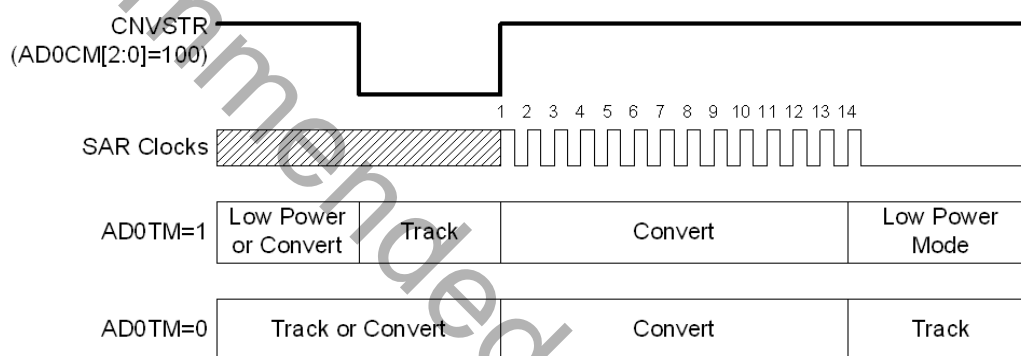 CNVSTR
(AD0CM[2:0]=100)
1 2 3 4 5 6 7 8 9 10 11 12 13 14
SAR Clocks
AD0TM=1
Low Power
or Convert
Track
Convert
Low Power
Mode
AD0TM=0
Track or Convert
Convert
Track